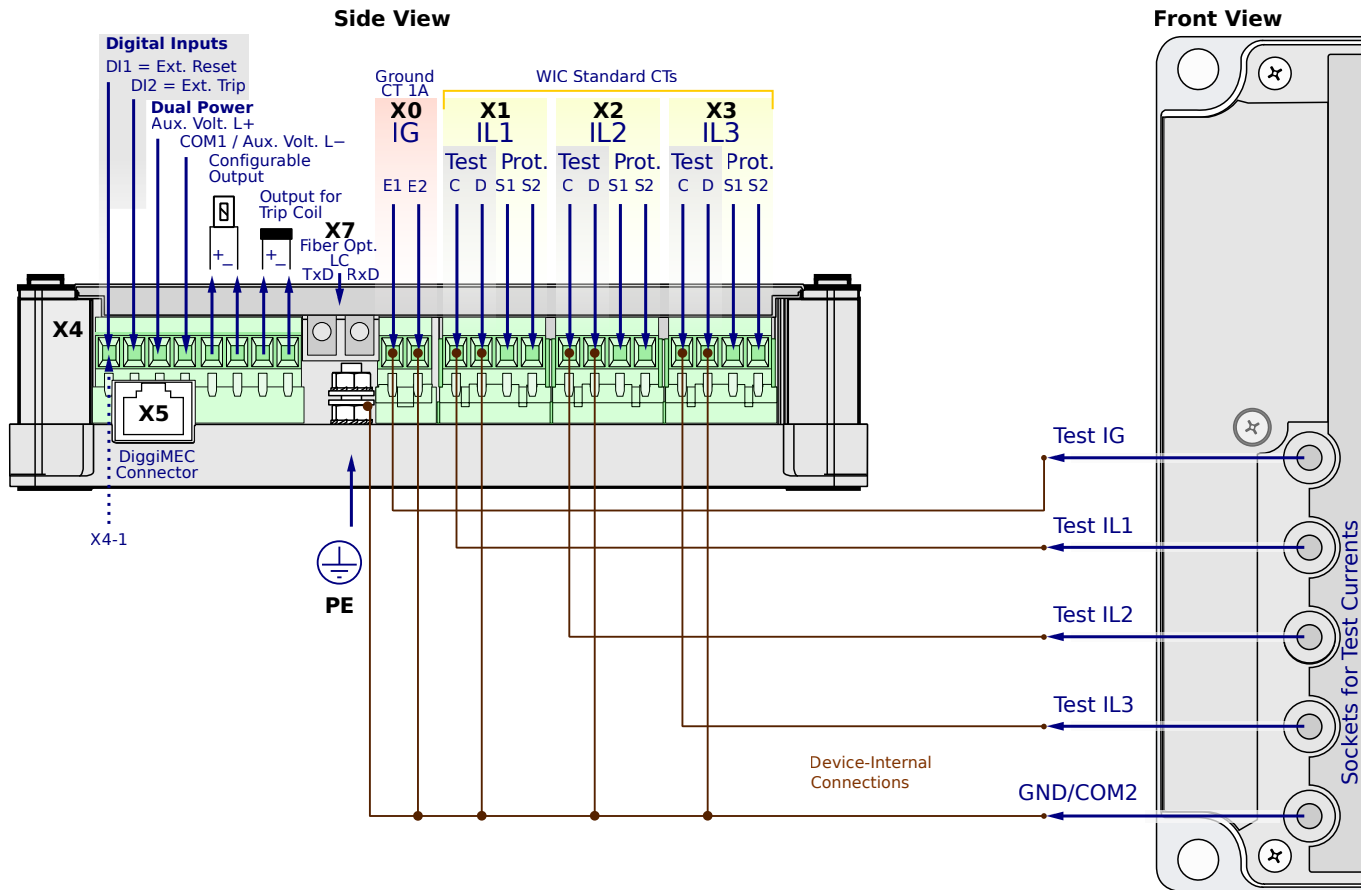 Side View
Front View
Digital Inputs
DI1 = Ext. Reset
DI2 = Ext. Trip
Dual Power
Aux. Volt. L+
COM1 / Aux. Volt. L−
Configurable
Output
Output for
Trip Coil
+ −
+ −
X7
Fiber Opt.
LC
TxD RxD
Ground
CT 1A
X0
IG
E1 E2
WIC Standard CTs
X1
IL1
Test Prot.
C D S1 S2
X2
IL2
Test Prot.
C D S1 S2
X3
IL3
Test Prot.
C D S1 S2
X4
X5
DiggiMEC
Connector
X4-1
PE
Test IG
Test IL1
Test IL2
Test IL3
GND/COM2
Device-Internal
Connections
Sockets for Test Currents